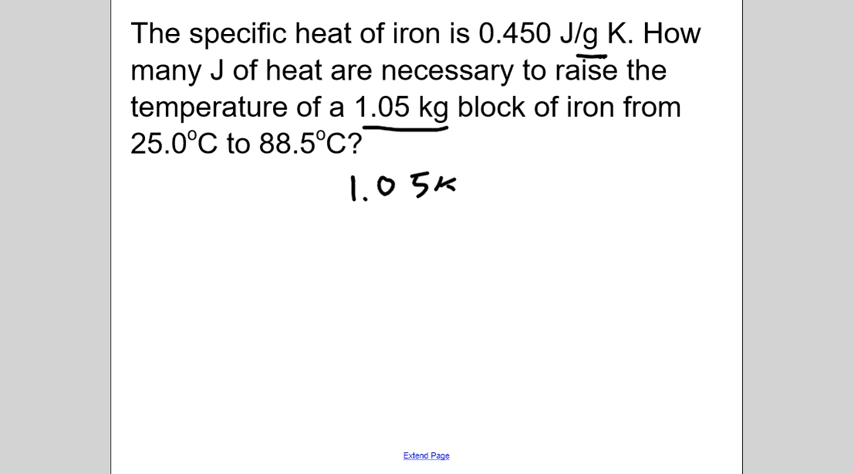 The specific heat of iron is 0.450 J/g K. How
many J of heat are necessary to raise the
temperature of a 1.05 kg block of iron from
25.0°C to 88.5°C?
1.05K
Extend Page